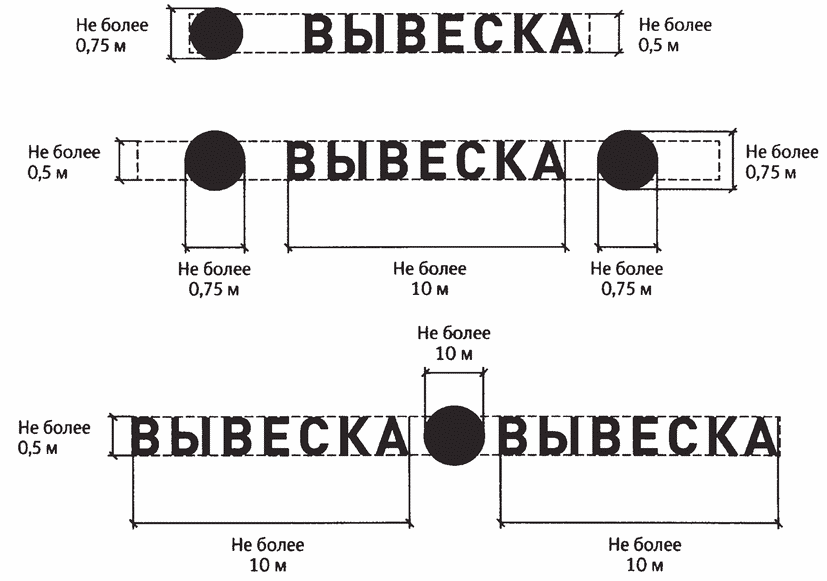 Не более
0,75 м
ВЫВЕСКА
Не более
0,5 м
Не более
0,5 м
ВЫВЕСКА
Не более
0,75 м
Не более
0,75 м
Не более
10 м
Не более
0,75 м
Не более
10 м
Не более
0,5 м
ВЫВЕСКА
ВЫВЕСКА
Не более
10 м
Не более
10 м